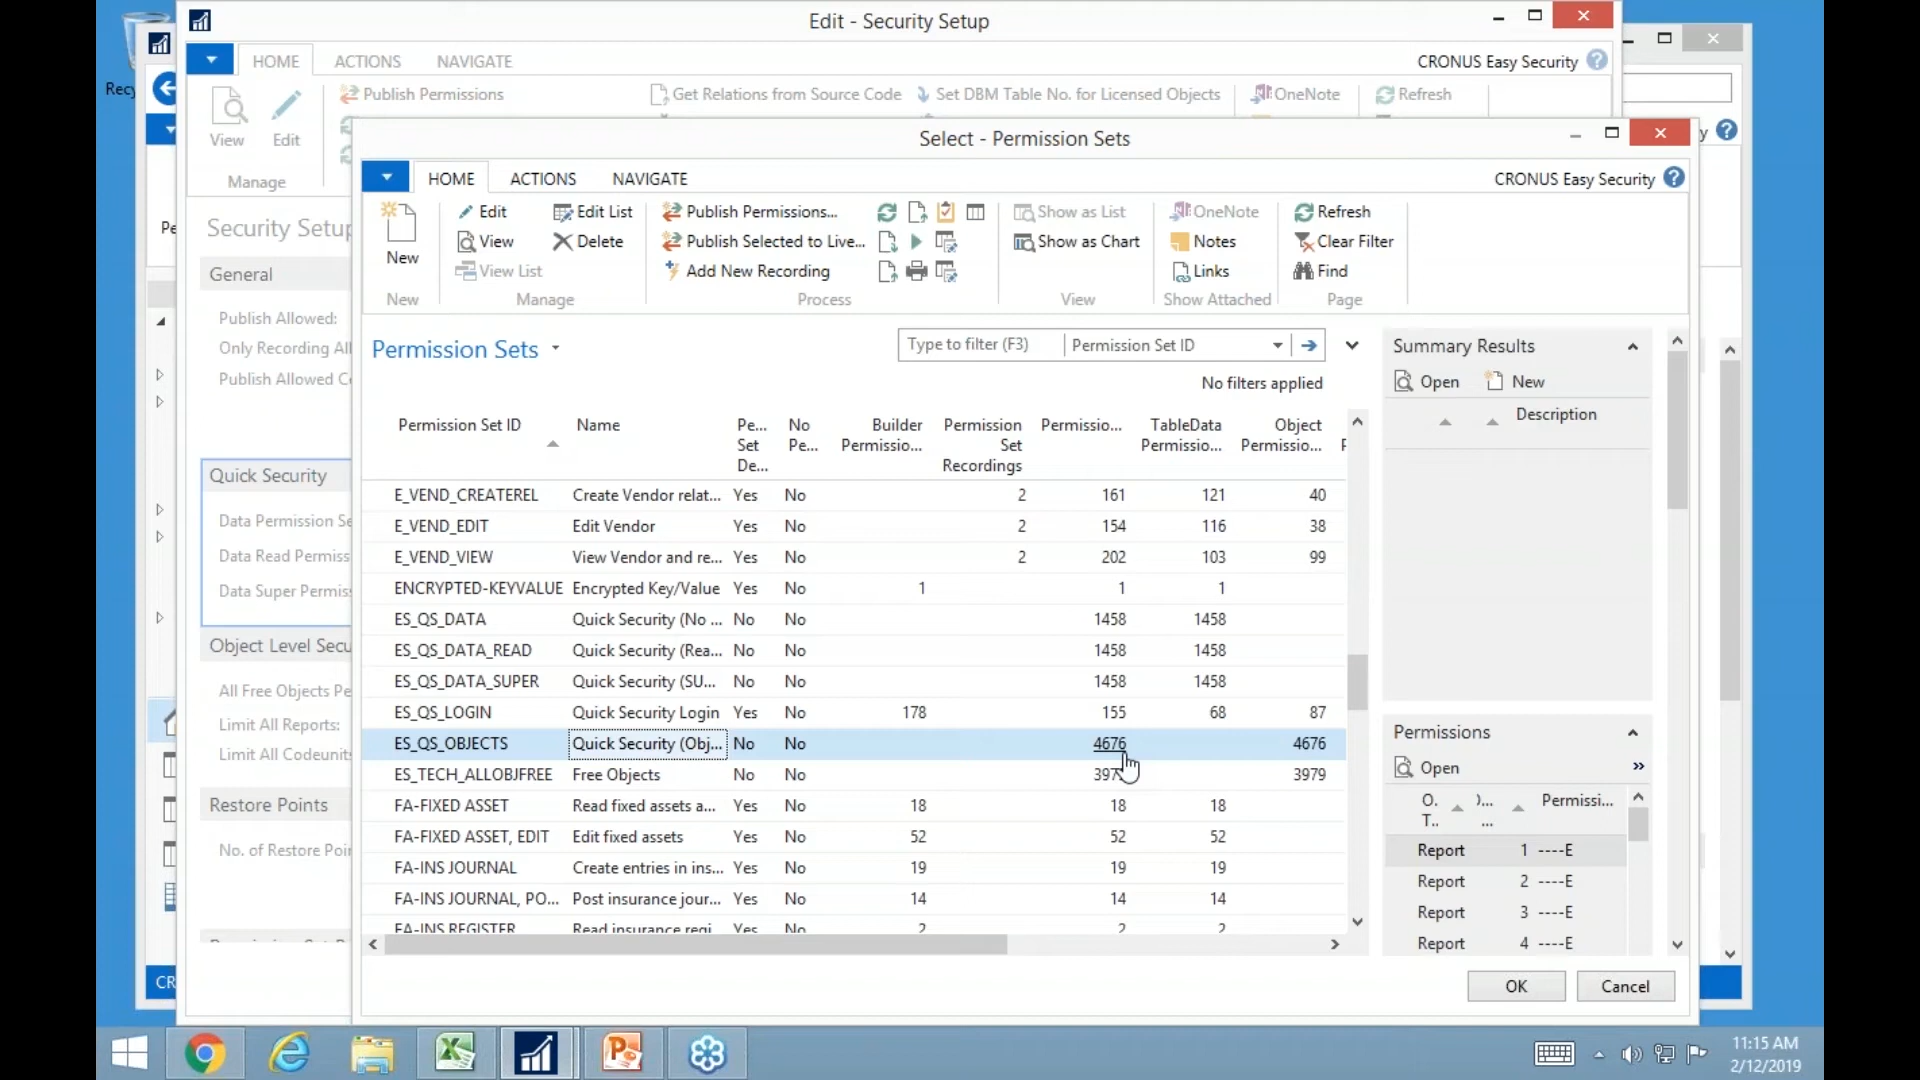 Edit - Security Setup
HOME ACTIONS NAVIGATE CRONUS Easy Security
Recy
View Edit Publish Permissions Get Relations from Source Code Set DBM Table No. for Licensed Objects OneNote Refresh
Manage
Security Setup
General
Publish Allowed:
Only Recording All
Publish Allowed C
Quick Security
Data Permission Se
Data Read Permiss
Data Super Permis
Object Level Secu
All Free Objects Pe
Limit All Reports:
Limit All Codeunit
Restore Points
No. of Restore Poi
CR
Pe
Select - Permission Sets
HOME ACTIONS NAVIGATE CRONUS Easy Security
New
Edit Edit List Publish Permissions... Show as List OneNote Refresh
View Delete Publish Selected to Live... Show as Chart Notes Clear Filter
View List Add New Recording Links Find
New Manage Process View Show Attached Page
Permission Sets Type to filter (F3) Permission Set ID
No filters applied
Permission Set ID Name Pe... Set De... No Pe... Builder Permissio... Permission Set Recordings Permissio... TableData Permissio... Object Permissio...
E_VEND_CREATEREL Create Vendor relat... Yes No 2 161 121 40
E_VEND_EDIT Edit Vendor Yes No 2 154 116 38
E_VEND_VIEW View Vendor and re... Yes No 2 202 103 99
ENCRYPTED-KEYVALUE Encrypted Key/Value Yes No 1 1 1
ES_QS_DATA Quick Security (No ... No No 1458 1458
ES_QS_DATA_READ Quick Security (Rea... No No 1458 1458
ES_QS_DATA_SUPER Quick Security (SU... No No 1458 1458
ES_QS_LOGIN Quick Security Login Yes No 178 155 68 87
ES_QS_OBJECTS Quick Security (Obj... No No 4676 4676
ES_TECH_ALLOBJFREE Free Objects No No 3979
FA-FIXED ASSET Read fixed assets a... Yes No 18 18 18
FA-FIXED ASSET, EDIT Edit fixed assets Yes No 52 52 52
FA-INS JOURNAL Create entries in ins... Yes No 19 19 19
FA-INS JOURNAL, PO... Post insurance jour... Yes No 14 14 14
FA-INS REGISTER Read insurance regi Yes No 2 2 2
Summary Results
Open New
Description
Permissions
Open
O. T.. )... ... Permissi...
Report 1 ----E
Report 2 ----E
Report 3 ----E
Report 4 ----E
OK Cancel
11:15 AM
2/12/2019